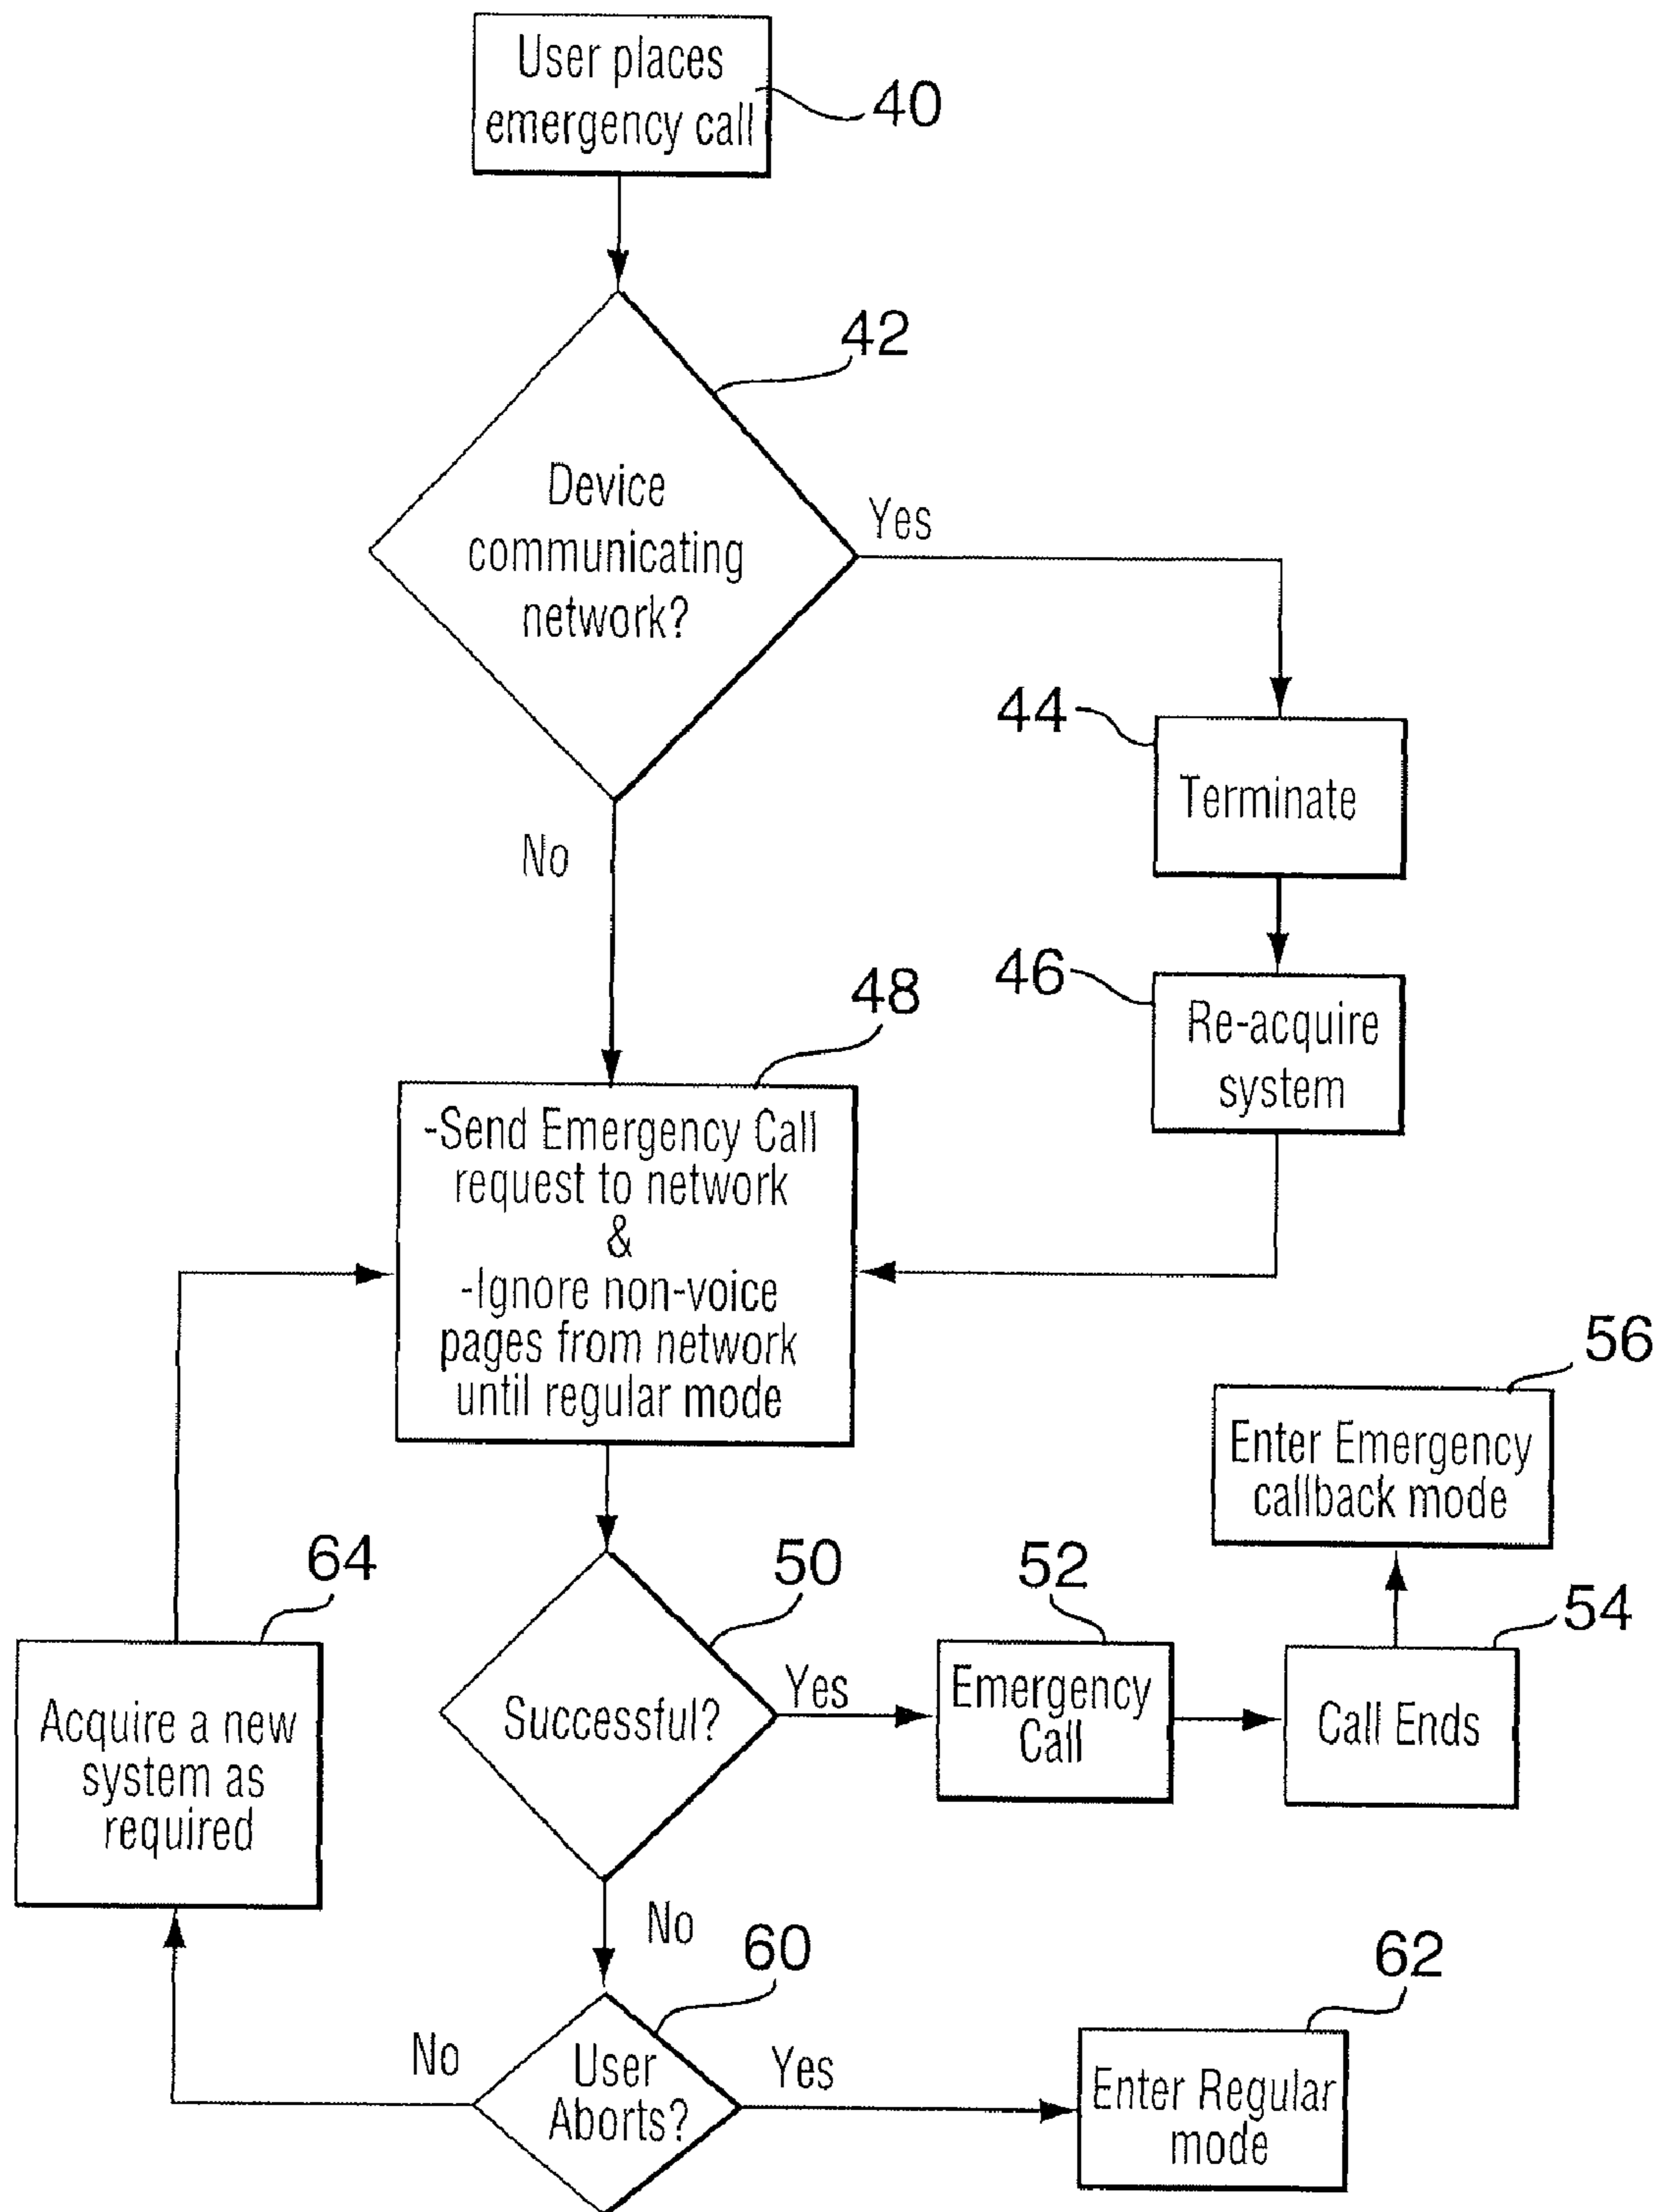 User places
emergency call
40
42
Device
communicating
network?
Yes
No
44
Terminate
46
Re-acquire
system
48
-Send Emergency Call
request to network
&
-Ignore non-voice
pages from network
until regular mode
50
Successful?
Yes
No
52
Emergency
Call
54
Call Ends
56
Enter Emergency
callback mode
60
User
Aborts?
Yes
No
62
Enter Regular
mode
64
Acquire a new
system as
required